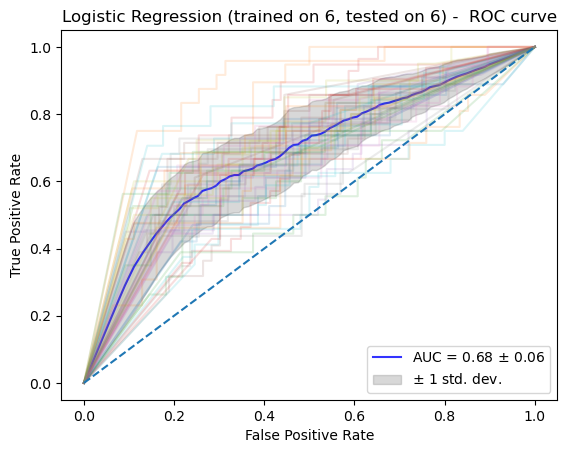 Logistic Regression (trained on 6, tested on 6) -  ROC curve
True Positive Rate
1.0
0.8
0.6
0.4
0.2
0.0
AUC = 0.68 ± 0.06
± 1 std. dev.
0.0 0.2 0.4 0.6 0.8 1.0
False Positive Rate